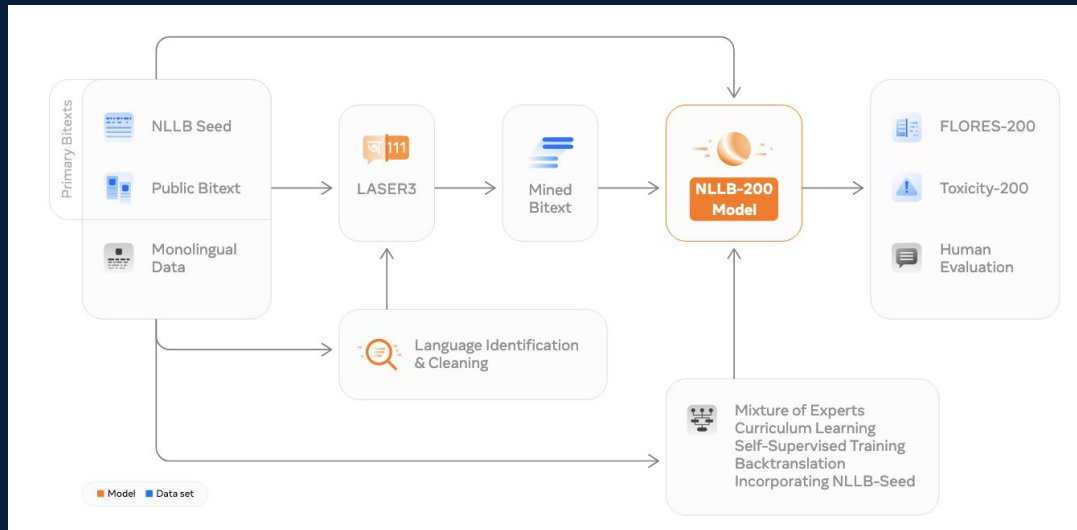 Primary Bitexts
NLLB Seed
Public Bitext
Monolingual
Data
অ 111
LASER3
Mined
Bitext
NLLB-200
Model
FLORES-200
Toxicity-200
Human
Evaluation
Language Identification
& Cleaning
Mixture of Experts
Curriculum Learning
Self-Supervised Training
Backtranslation
Incorporating NLLB-Seed
Model
Data set